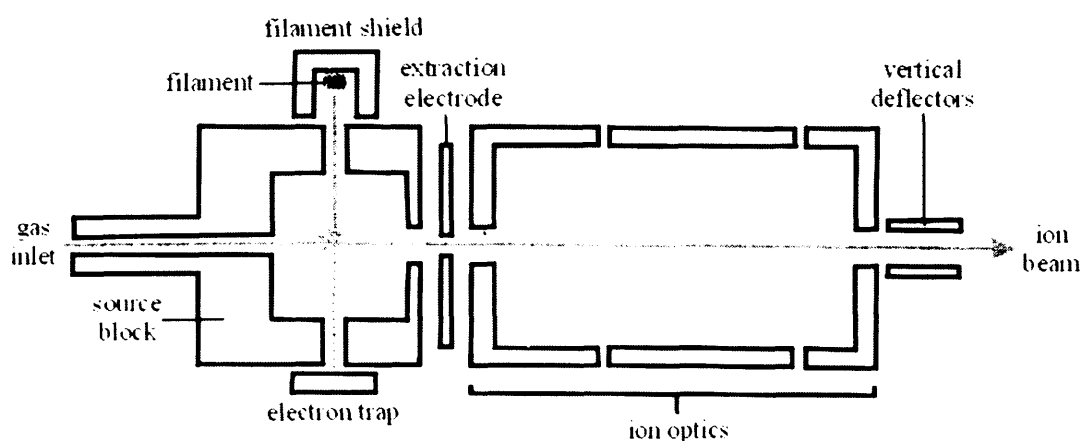 filament shield
filament
extraction
electrode
vertical
deflectors
gas
inlet
ion
beam
source
block
electron trap
ion optics